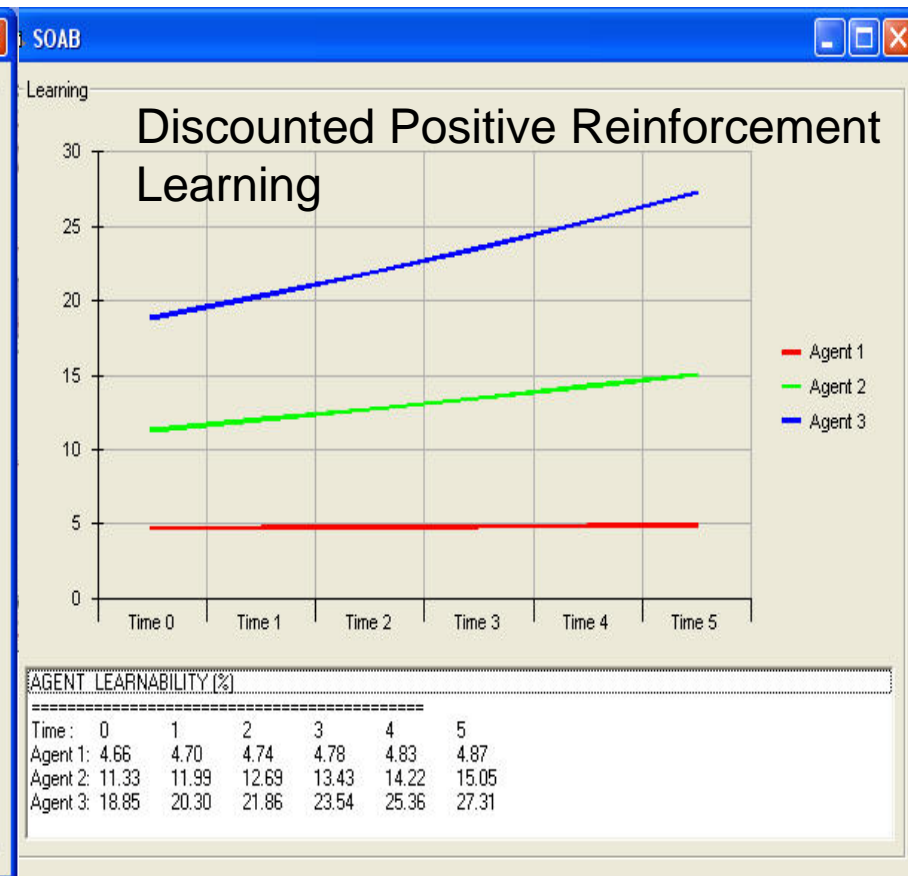 SOAB
Learning
Discounted Positive Reinforcement
Learning
30
25
20
15
10
5
0
Time 0 Time 1 Time 2 Time 3 Time 4 Time 5
Agent 1
Agent 2
Agent 3
AGENT LEARNABILITY (%)
============================================
Time : 0 1 2 3 4 5
Agent 1: 4.66 4.70 4.74 4.78 4.83 4.87
Agent 2: 11.33 11.99 12.69 13.43 14.22 15.05
Agent 3: 18.85 20.30 21.86 23.54 25.36 27.31